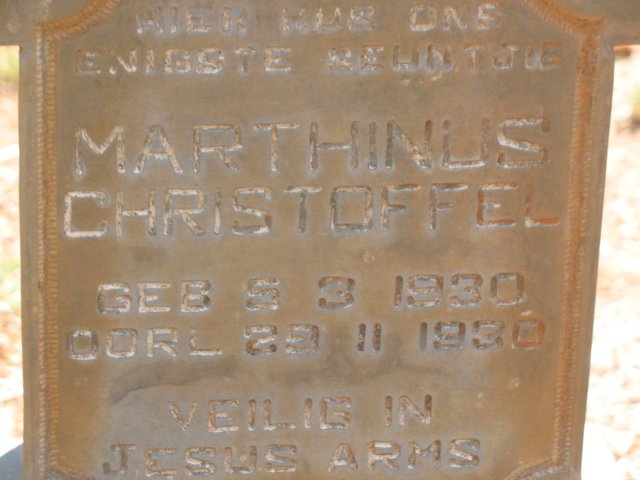 HIER RUS ONS
ENIGSTE SEUNTJIE
MARTHINUS
CHRISTOFFEL
GEB 5 3 1930
OORL 29 11 1930
VEILIG IN
JESUS ARMS